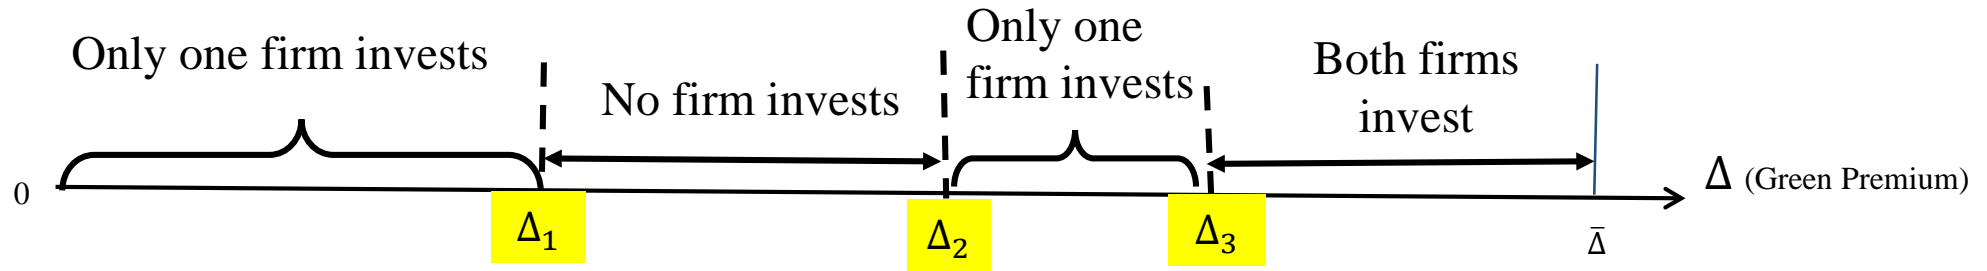 Only one firm invests
No firm invests
Only one
firm invests
Both firms
invest
0
Δ₁
Δ₂
Δ₃
Δ̄
Δ (Green Premium)